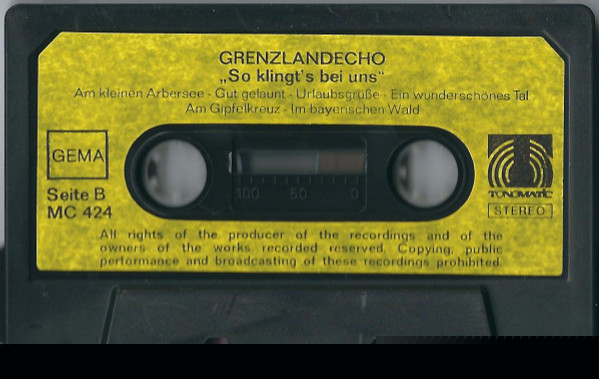 GRENZLANDECHO
„So klingt's bei uns"
Am kleinen Arbersee - Gut gelaunt - Urlaubsgrüße - Ein wunderschönes Tal
Am Gipfelkreuz - Im bayerischen Wald
GEMA
Seite B
MC 424
100 50 0
TONOMATIC
STEREO
All rights of the producer of the recordings and of the
owners of the works recorded reserved. Copying, public
performance and broadcasting of these recordings prohibited.